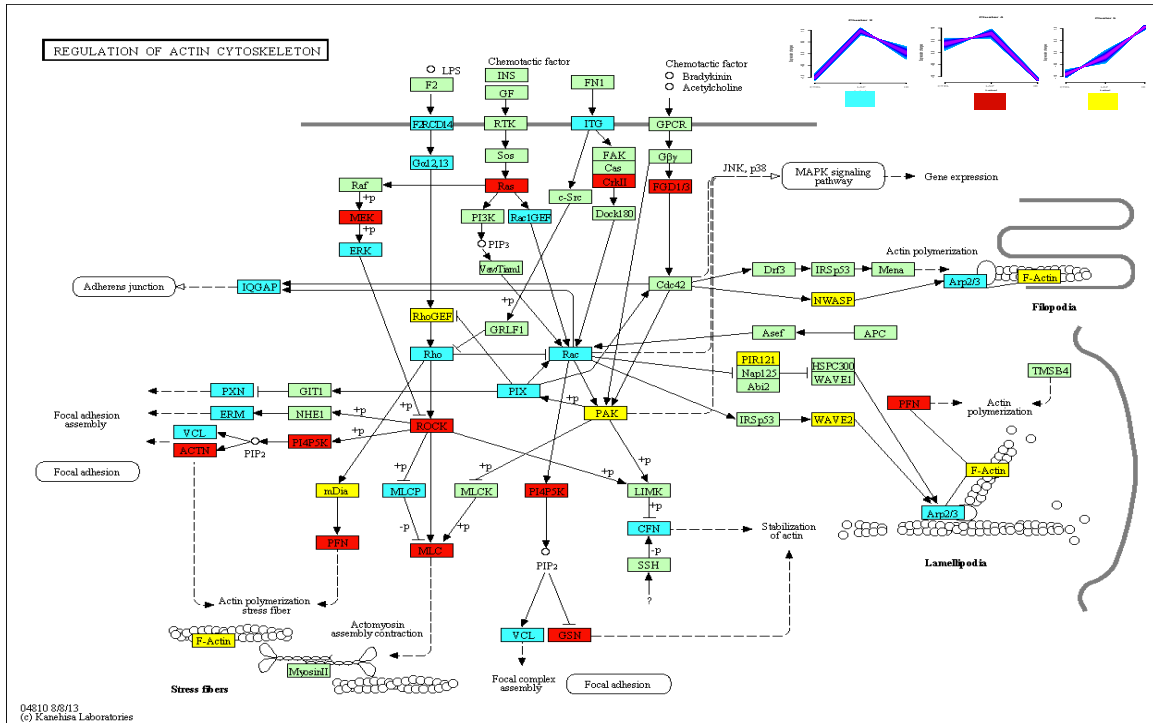 REGULATION OF ACTIN CYTOSKELETON
LPS
F2
Chemotactic factor
INS
GF
FN1
Chemotactic factor
Bradykinin
Acetylcholine
F2R
CD14
RTK
ITG
GPCR
Gα12,13
Sos
FAK
Cas
CrkII
Gβγ
JNK, p38
MAPK signaling
pathway
Gene expression
Raf
Ras
c-Src
FGD1/3
+p
MEK
PI3K
Rac1GEF
Dock180
+p
ERK
PIP3
Vav/Tiam1
Actin polymerization
Drf3
IRSp53
Mena
Arp2/3
F-Actin
Adherens junction
IQGAP
+p
Cdc42
NWASP
Filopodia
RhoGEF
GRLF1
Asef
APC
Rho
Rac
PIR121
Nap125
Abi2
HSPC300
WAVE1
TMSB4
PXN
GIT1
PIX
PFN
Actin
polymerization
Focal adhesion
assembly
ERM
NHE1
+p
+p
+p
PAK
IRSp53
WAVE2
VCL
ACTN
PIP2
PI4P5K
+p
ROCK
F-Actin
Focal adhesion
+p
+p
+p
+p
mDia
MLCP
MLCK
PI4P5K
LIMK
Arp2/3
-p
+p
+p
CFN
Stabilization
of actin
PFN
MLC
-p
SSH
PIP2
?
Lamellipodia
Actin polymerization
stress fiber
Actomyosin
assembly contraction
VCL
GSN
F-Actin
MyosinII
Focal complex
assembly
Focal adhesion
Stress fibers
04810 8/8/13
(c) Kanehisa Laboratories